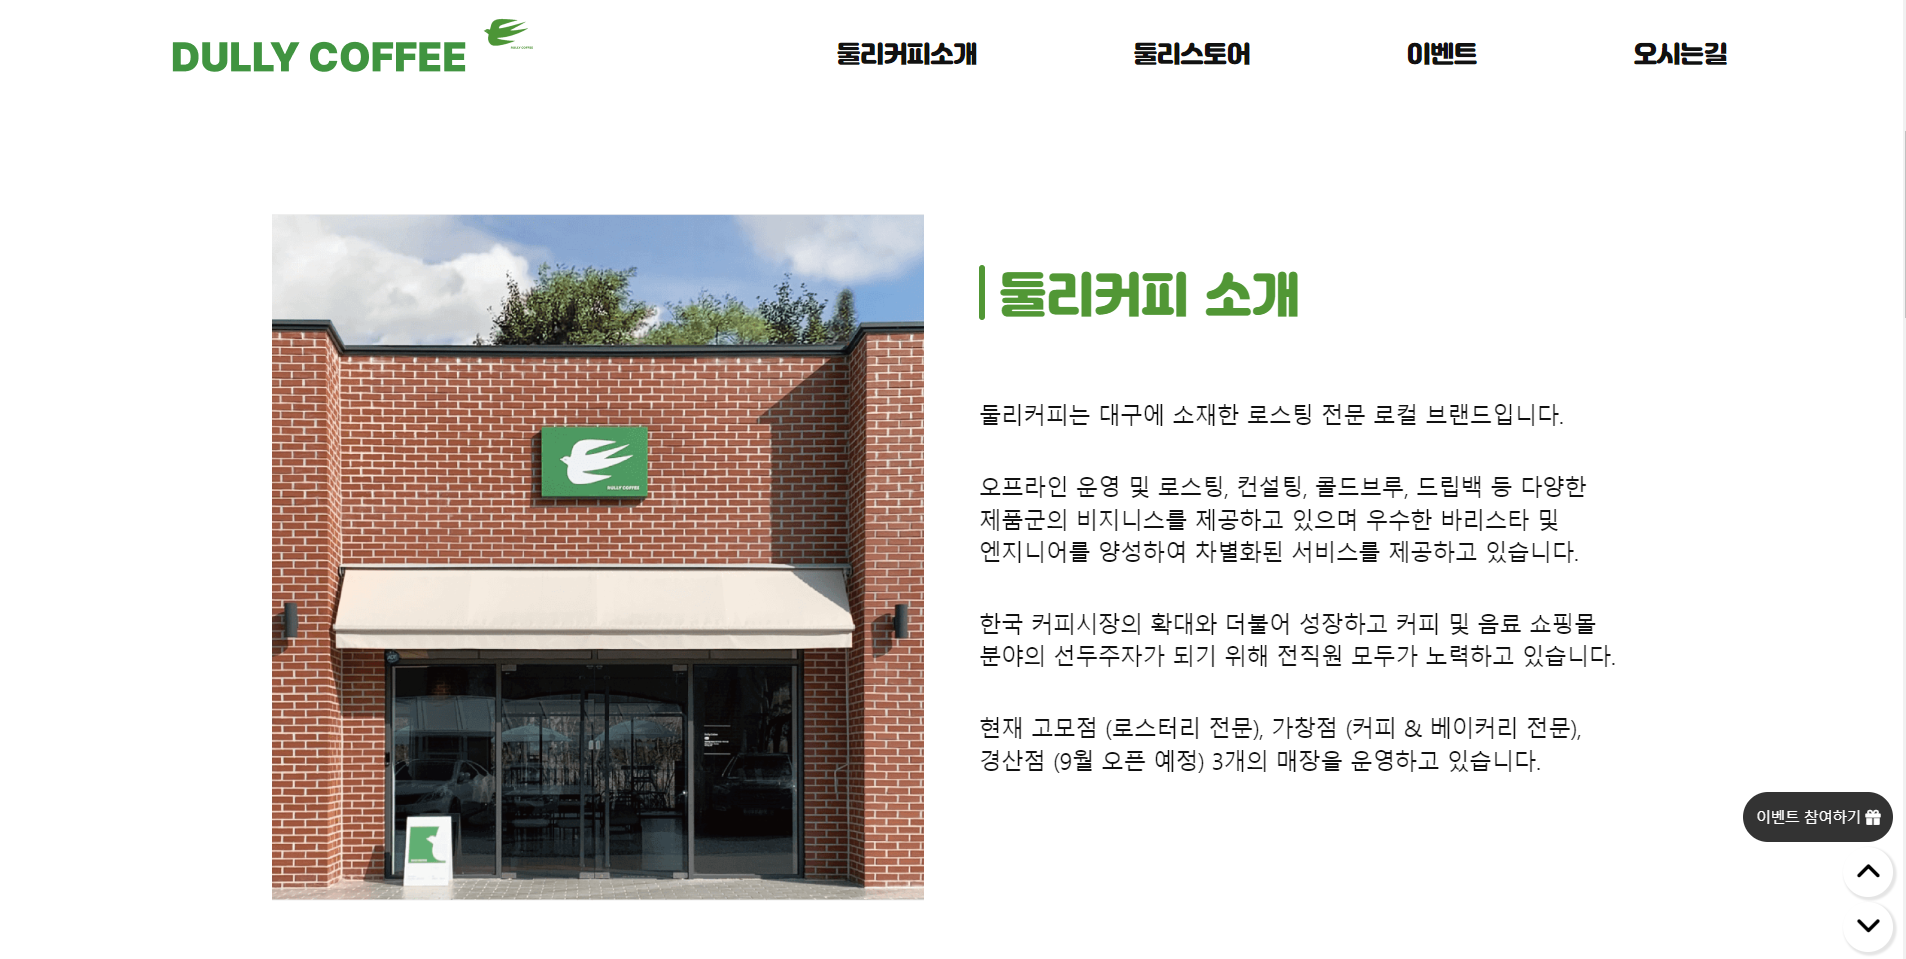 DULLY COFFEE
DULLY COFFEE
둘리커피소개
둘리스토어
이벤트
오시는길
둘리커피 소개
DULLY COFFEE
둘리커피는 대구에 소재한 로스팅 전문 로컬 브랜드입니다.
오프라인 운영 및 로스팅, 컨설팅, 콜드브루, 드립백 등 다양한
제품군의 비지니스를 제공하고 있으며 우수한 바리스타 및
엔지니어를 양성하여 차별화된 서비스를 제공하고 있습니다.
한국 커피시장의 확대와 더불어 성장하고 커피 및 음료 쇼핑몰
분야의 선두주자가 되기 위해 전직원 모두가 노력하고 있습니다.
현재 고모점 (로스터리 전문), 가창점 (커피 & 베이커리 전문),
경산점 (9월 오픈 예정) 3개의 매장을 운영하고 있습니다.
이벤트 참여하기